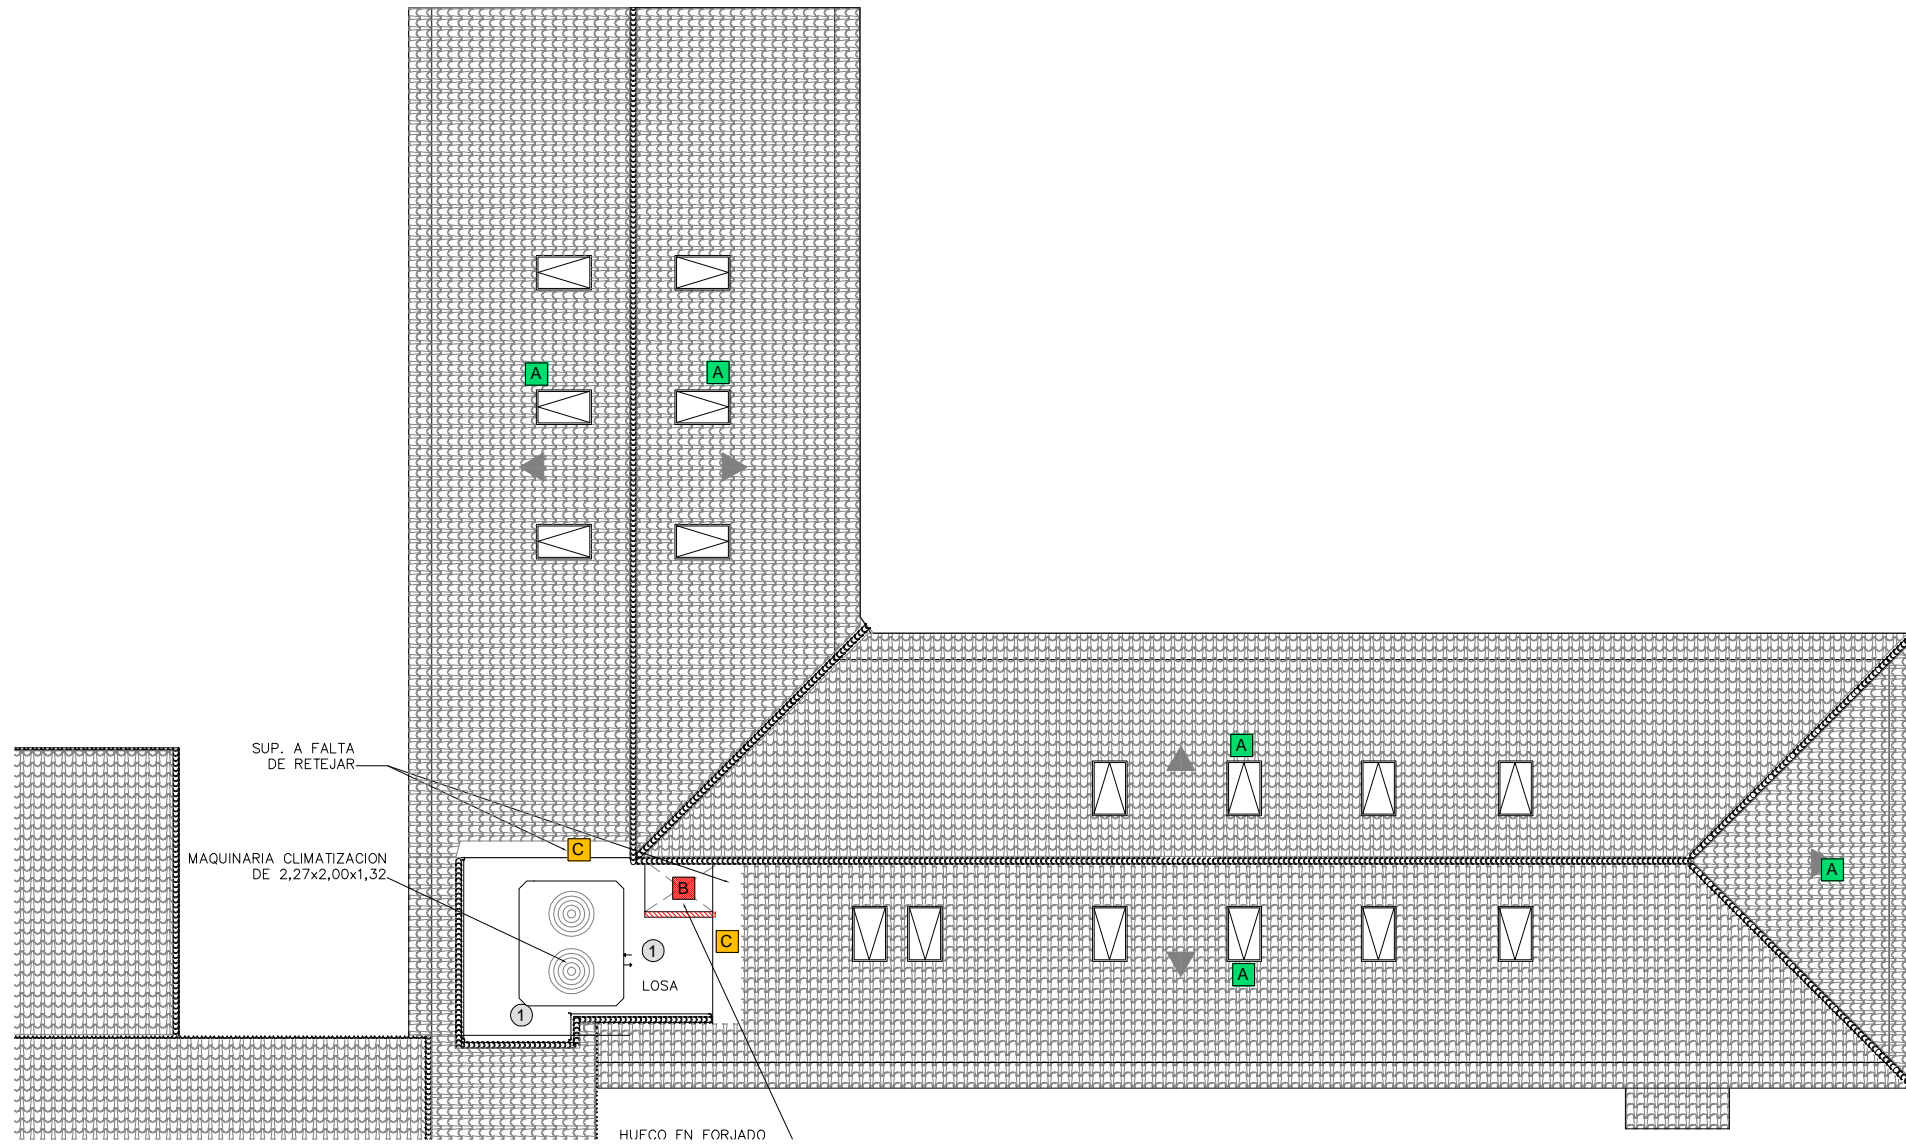 A
A
A
SUP. A FALTA
DE RETEJAR
C
MAQUINARIA CLIMATIZACION
DE 2,27x2,00x1,32
A
B
C
1
A
LOSA
1
HUECO EN FORJADO